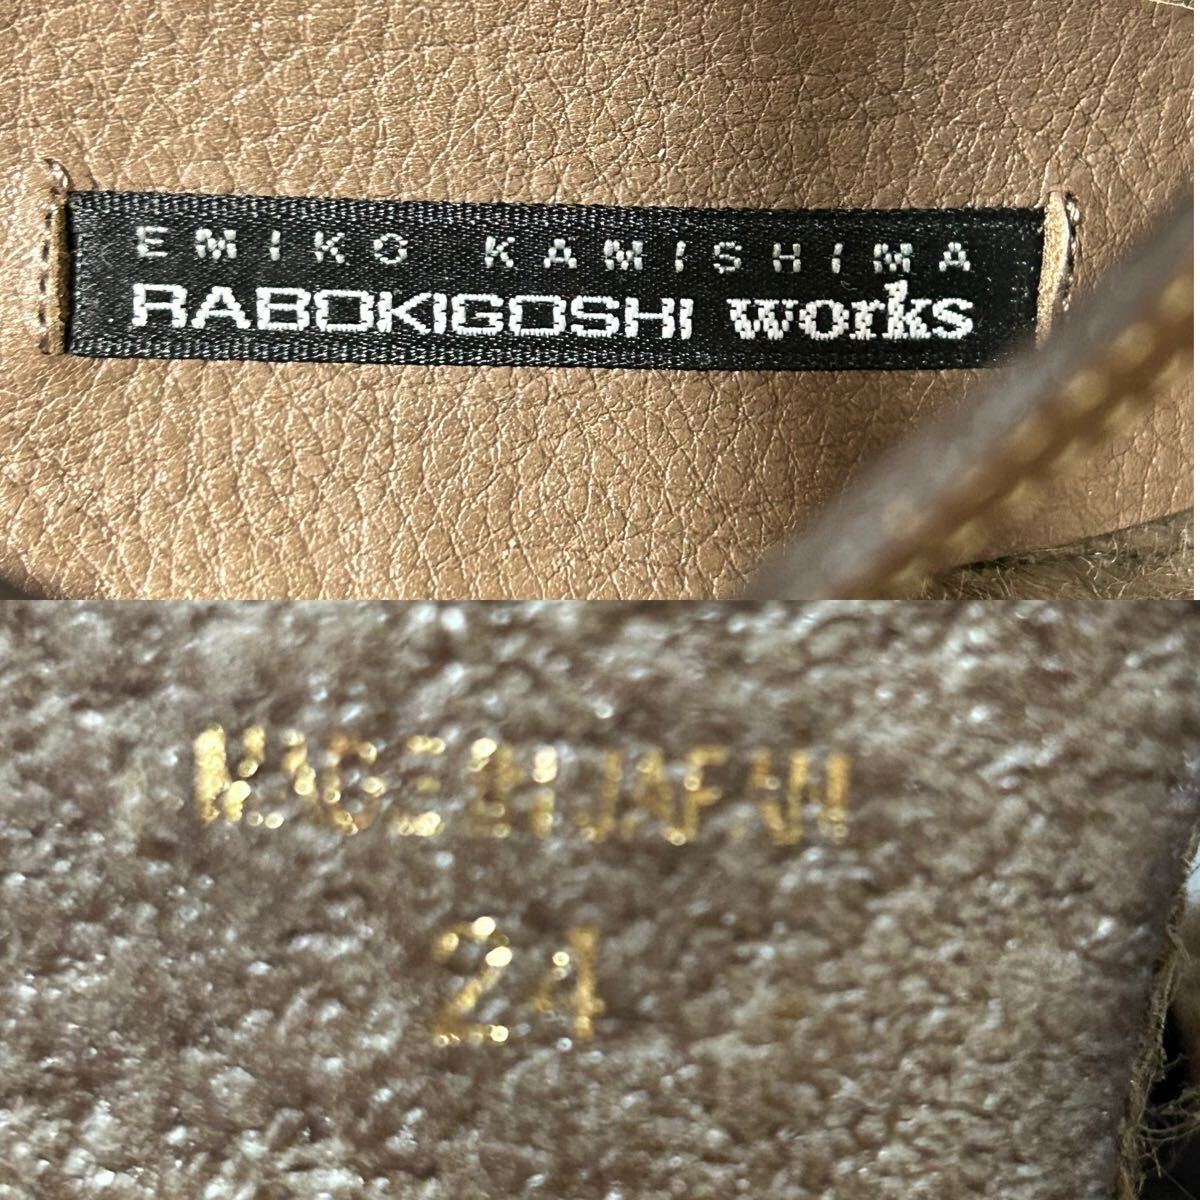 EMIKO KAMISHIMA
RABOKIGOSHI works
MADE IN JAPAN
24